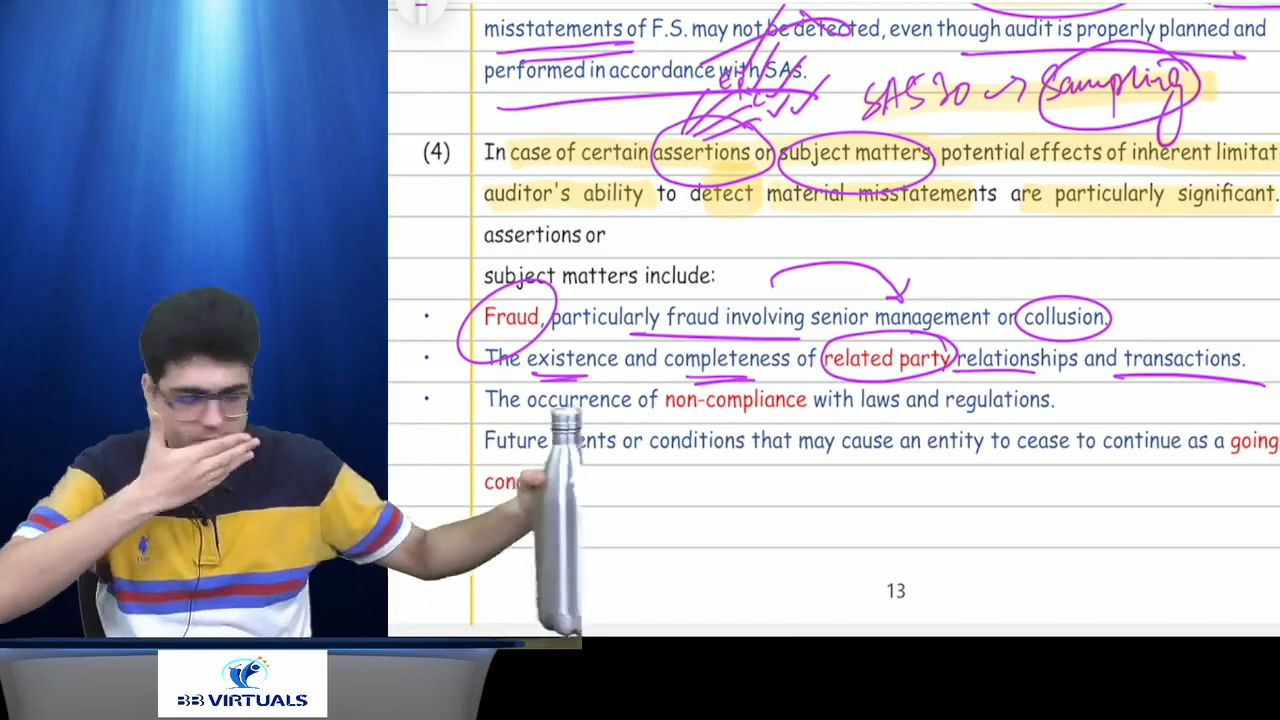 misstatements of F.S. may not be detected, even though audit is properly planned and
performed in accordance with SAs.
SA530 → Sampling
(4) In case of certain assertions or subject matters, potential effects of inherent limitat
auditor's ability to detect material misstatements are particularly significant.
assertions or
subject matters include:
• Fraud, particularly fraud involving senior management or collusion.
• The existence and completeness of related party relationships and transactions.
• The occurrence of non-compliance with laws and regulations.
Future or conditions that may cause an entity to cease to continue as a going
13
BB VIRTUALS